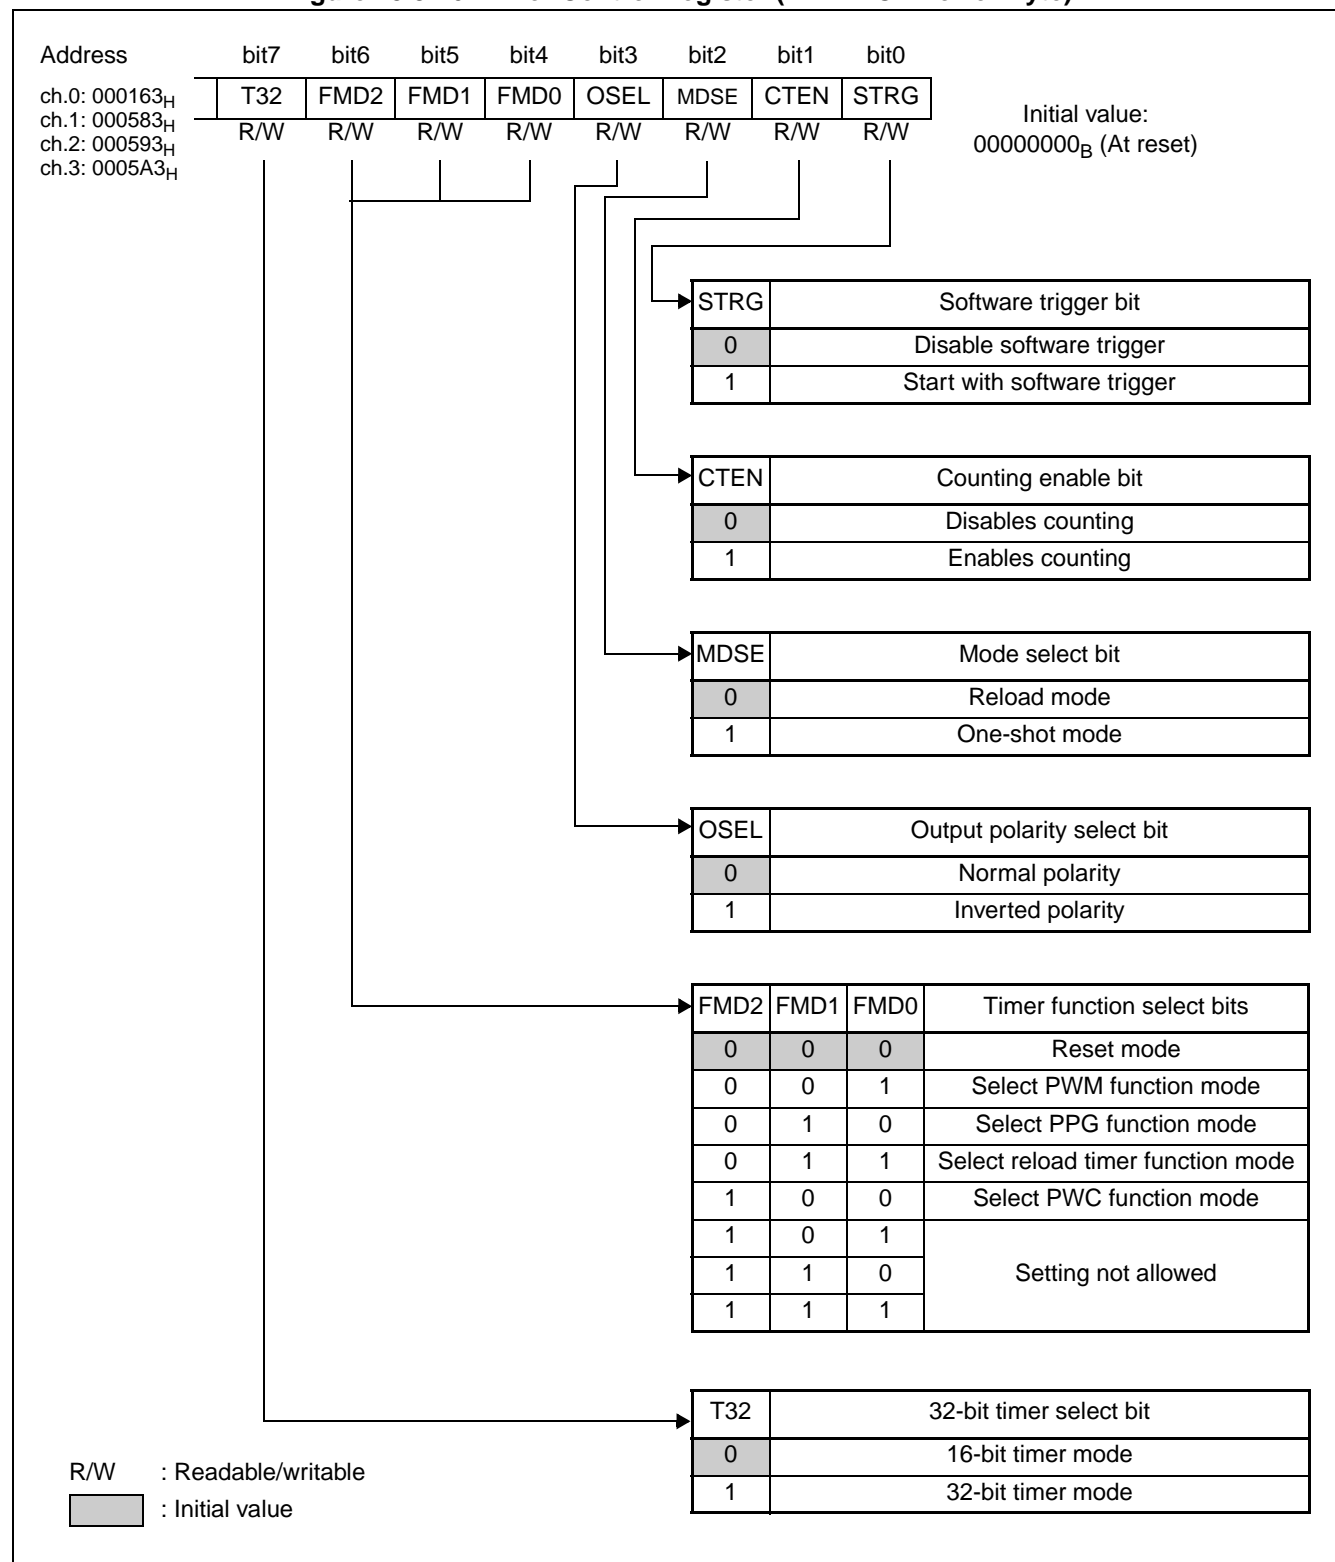 Address bit7 bit6 bit5 bit4 bit3 bit2 bit1 bit0
ch.0: 000163H T32 FMD2 FMD1 FMD0 OSEL MDSE CTEN STRG
ch.1: 000583H R/W R/W R/W R/W R/W R/W R/W R/W
ch.2: 000593H
ch.3: 0005A3H
Initial value:
00000000B (At reset)
STRG Software trigger bit
0 Disable software trigger
1 Start with software trigger
CTEN Counting enable bit
0 Disables counting
1 Enables counting
MDSE Mode select bit
0 Reload mode
1 One-shot mode
OSEL Output polarity select bit
0 Normal polarity
1 Inverted polarity
FMD2 FMD1 FMD0 Timer function select bits
0 0 0 Reset mode
0 0 1 Select PWM function mode
0 1 0 Select PPG function mode
0 1 1 Select reload timer function mode
1 0 0 Select PWC function mode
1 0 1
1 1 0 Setting not allowed
1 1 1
T32 32-bit timer select bit
0 16-bit timer mode
1 32-bit timer mode
R/W : Readable/writable
: Initial value